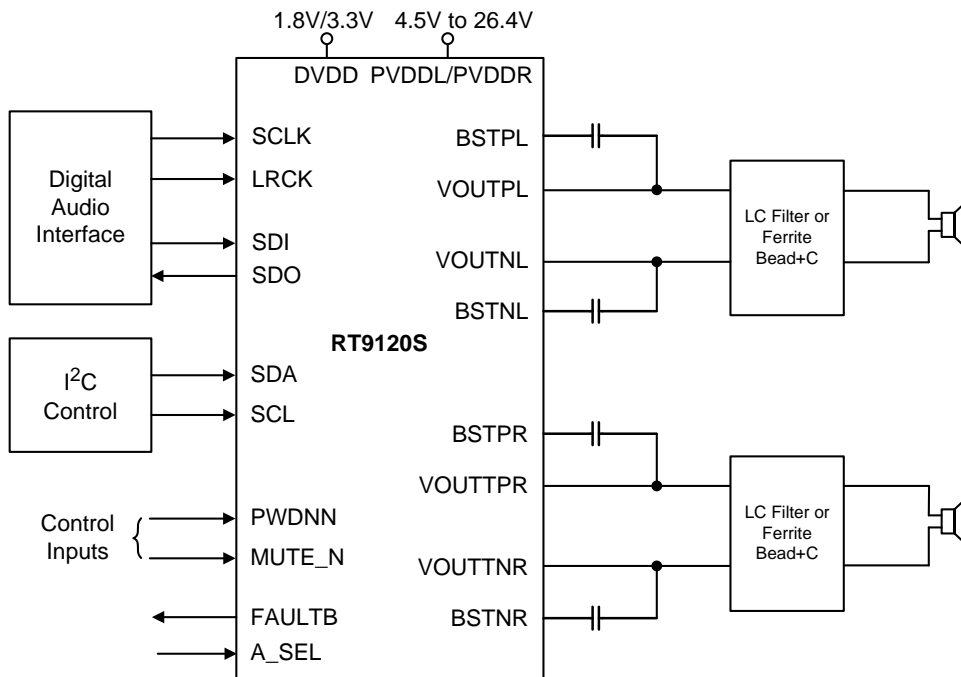 1.8V/3.3V
4.5V to 26.4V
DVDD
PVDDL/PVDDR
Digital
Audio
Interface
SCLK
LRCK
SDI
SDO
I²C
Control
SDA
SCL
Control
Inputs
PWDNN
MUTE_N
FAULTB
A_SEL
RT9120S
BSTPL
VOUTPL
VOUTNL
BSTNL
LC Filter or
Ferrite
Bead+C
BSTPR
VOUTTPR
VOUTTNR
BSTNR
LC Filter or
Ferrite
Bead+C